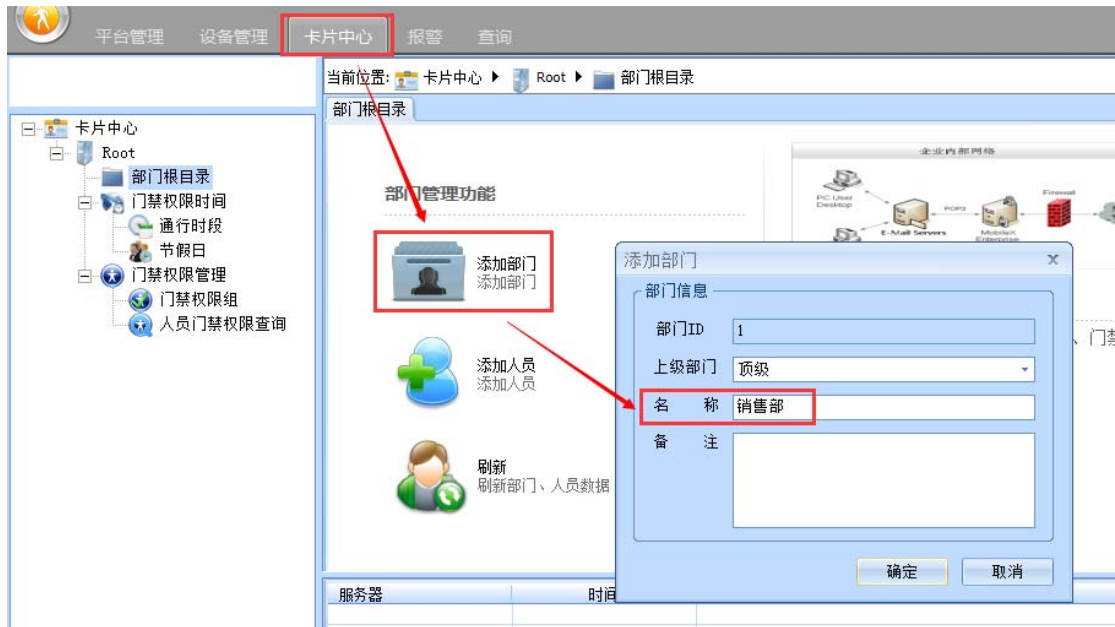 平台管理 设备管理 卡片中心 报警 查询
当前位置: 卡片中心 Root 部门根目录
部门根目录
卡片中心
Root
部门根目录
门禁权限时间
通行时段
节假日
门禁权限管理
门禁权限组
人员门禁权限查询
部门管理功能
添加部门
添加部门
添加人员
添加人员
刷新
刷新部门、人员数据
企业内部网络
PC User
Desktop
E-Mail Servers
POP3
MobileX
Enterprise
Firewall
、门禁
添加部门
部门信息
部门ID 1
上级部门 顶级
名 称 销售部
备 注
确定 取消
服务器 时间